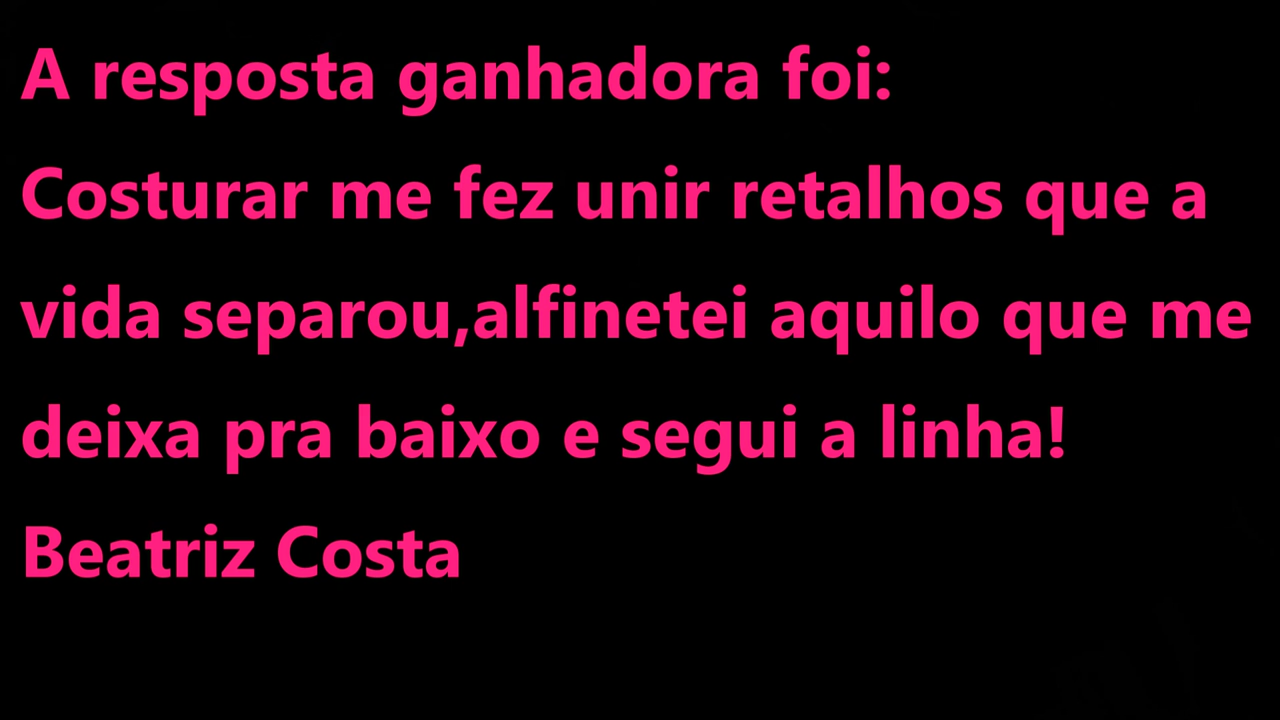 A resposta ganhadora foi:
Costurar me fez unir retalhos que a
vida separou,alfinetei aquilo que me
deixa pra baixo e segui a linha!
Beatriz Costa